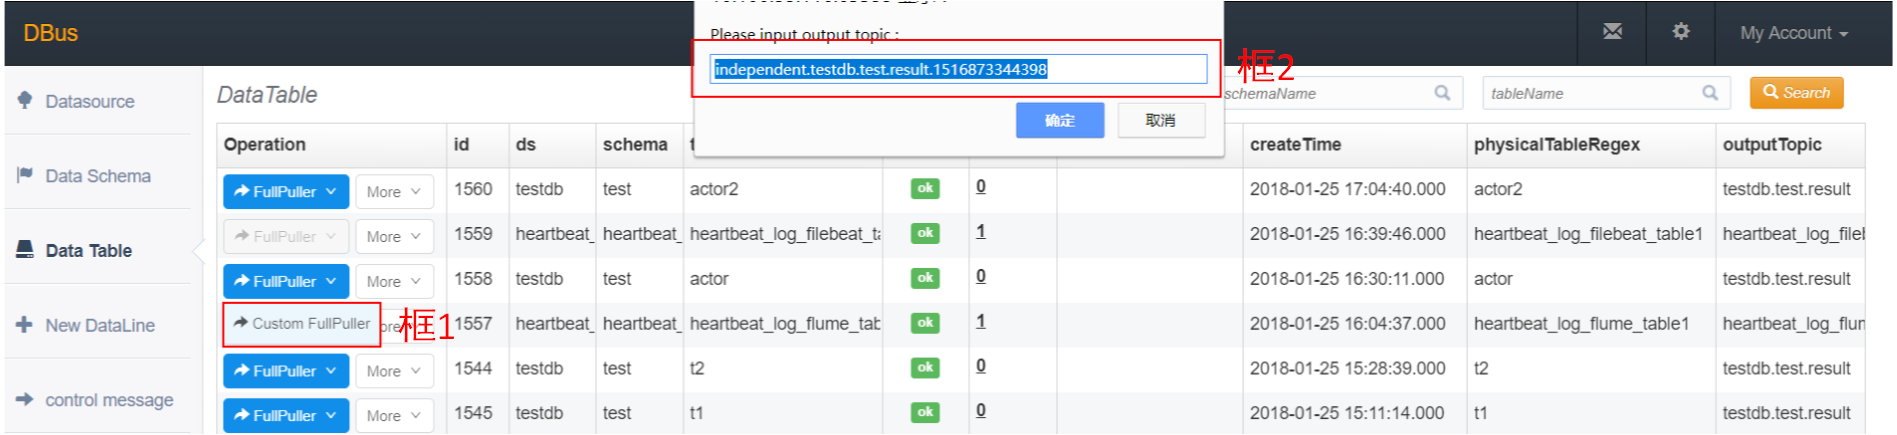 DBus
Please input output topic :
independent.testdb.test.result.1516873344398
框2
确定
取消
My Account
Datasource
Data Schema
Data Table
New DataLine
control message
DataTable
schemaName
tableName
Search
Operation id ds schema createTime physicalTableRegex outputTopic
FullPuller More 1560 testdb test actor2 ok 0 2018-01-25 17:04:40.000 actor2 testdb.test.result
FullPuller More 1559 heartbeat_ heartbeat_ heartbeat_log_filebeat_ta ok 1 2018-01-25 16:39:46.000 heartbeat_log_filebeat_table1 heartbeat_log_fileb
FullPuller More 1558 testdb test actor ok 0 2018-01-25 16:30:11.000 actor testdb.test.result
Custom FullPuller 框1 1557 heartbeat_ heartbeat_ heartbeat_log_flume_tab ok 1 2018-01-25 16:04:37.000 heartbeat_log_flume_table1 heartbeat_log_flum
FullPuller More 1544 testdb test t2 ok 0 2018-01-25 15:28:39.000 t2 testdb.test.result
FullPuller More 1545 testdb test t1 ok 0 2018-01-25 15:11:14.000 t1 testdb.test.result